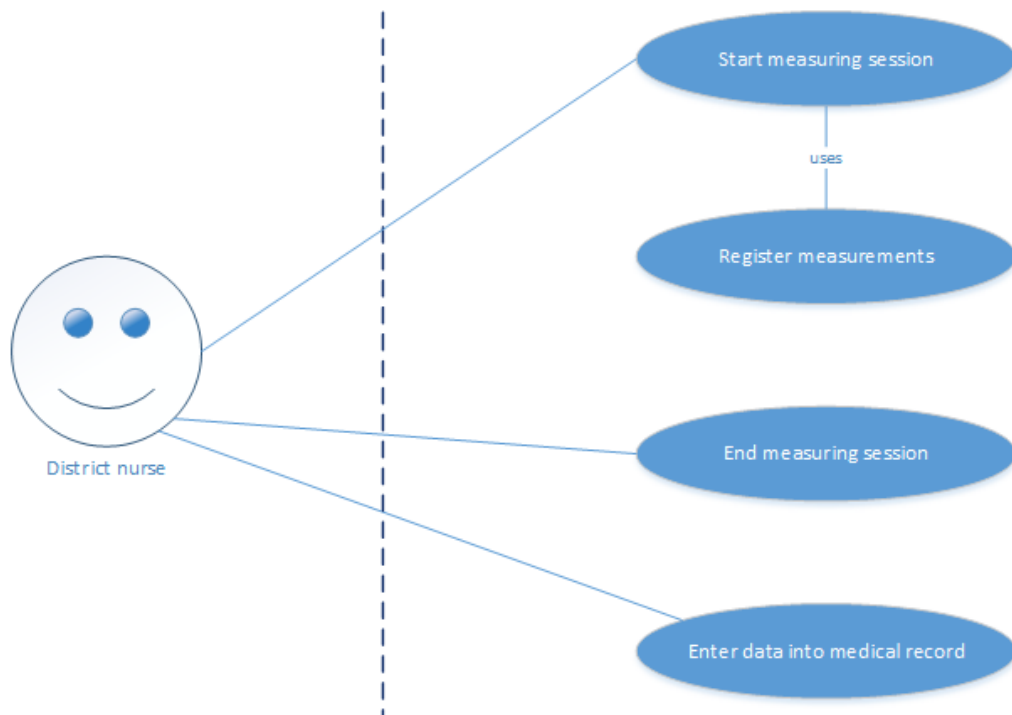 Start measuring session
uses
Register measurements
District nurse
End measuring session
Enter data into medical record